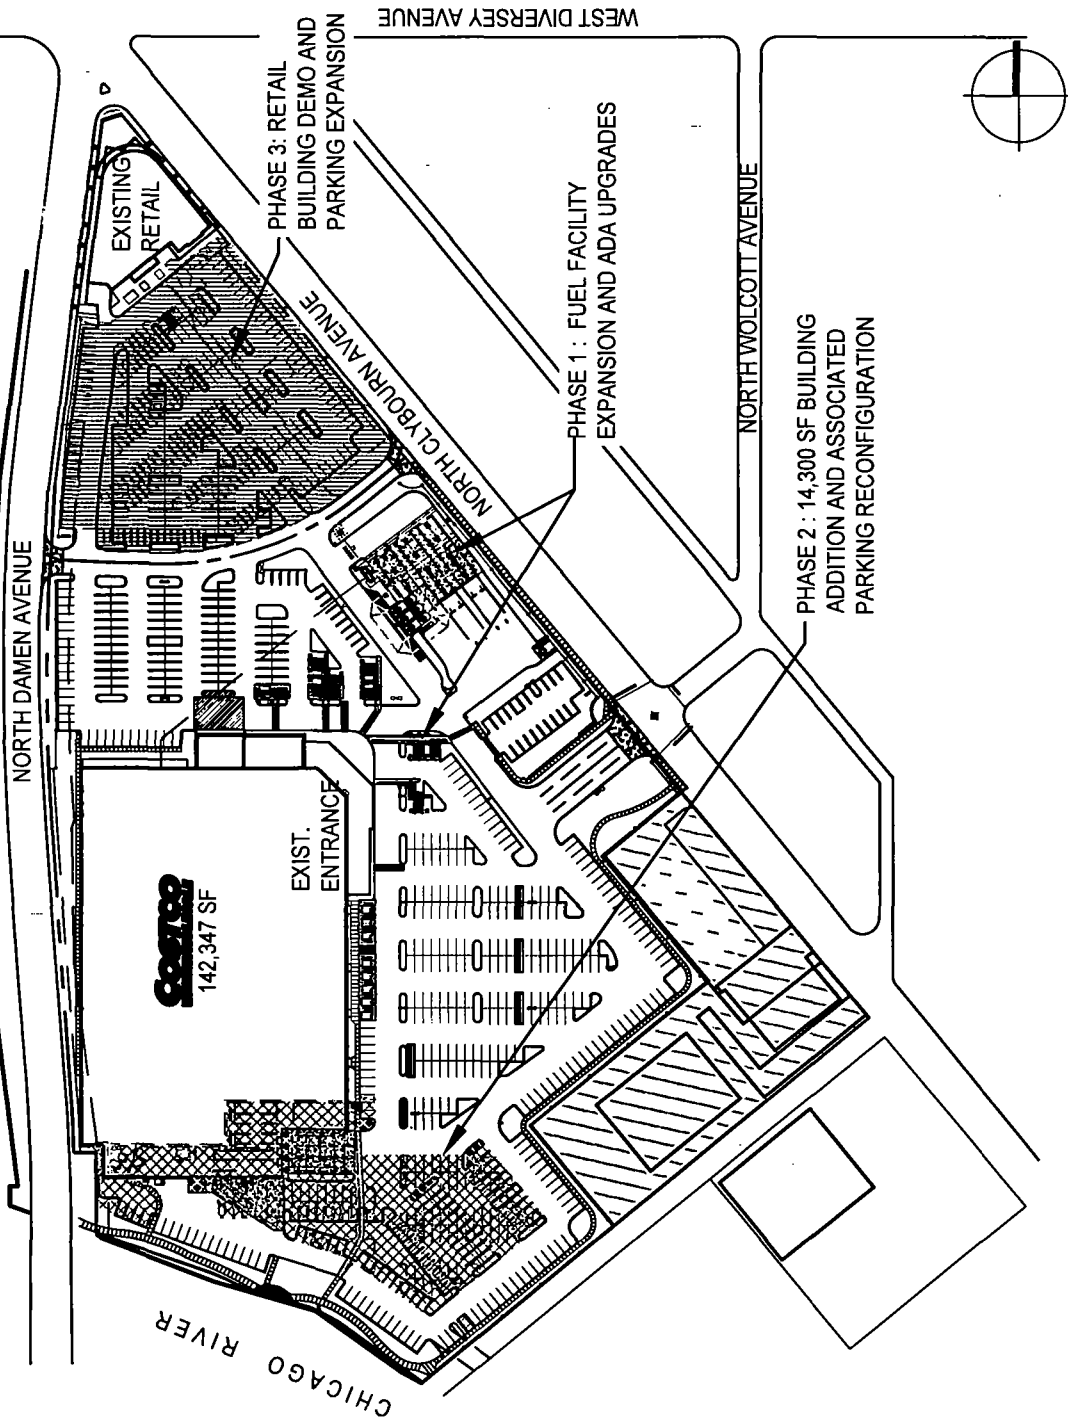 WEST DIVERSEY AVENUE
PHASE 3: RETAIL
BUILDING DEMO AND
PARKING EXPANSION
EXISTING
RETAIL
NORTH CLYBOURN AVENUE
PHASE 1 : FUEL FACILITY
EXPANSION AND ADA UPGRADES
NORTH WOLCOTT AVENUE
PHASE 2 : 14,300 SF BUILDING
ADDITION AND ASSOCIATED
PARKING RECONFIGURATION
NORTH DAMEN AVENUE
EXIST.
ENTRANCE
COSTCO
142,347 SF
CHICAGO RIVER